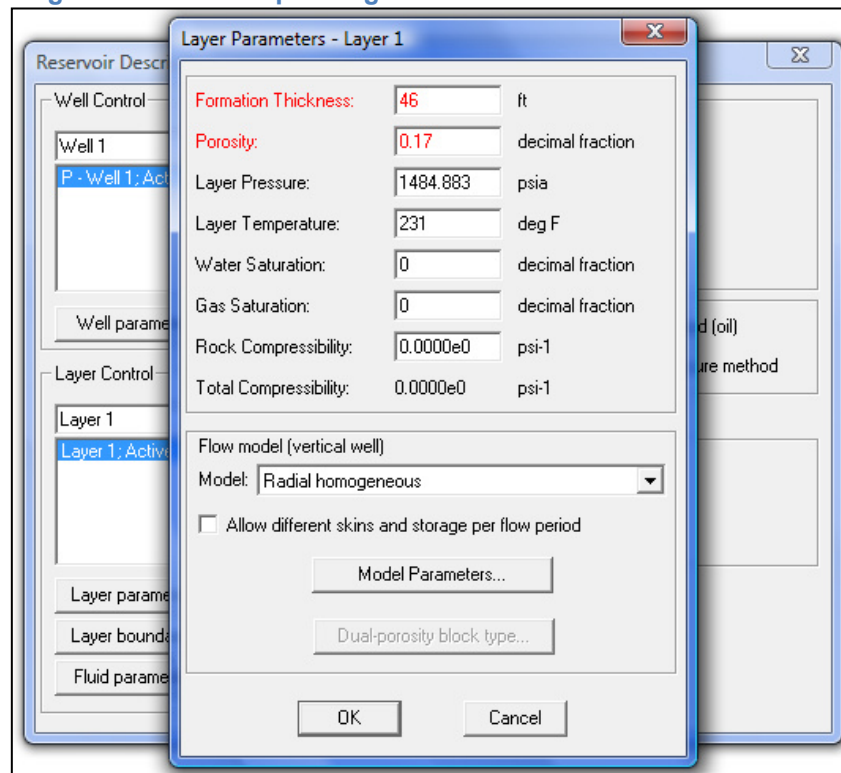 Layer Parameters - Layer 1
Reservoir Descr
Well Control
Well 1
P - Well 1; Act
Well parame
Layer Control
Layer 1
Layer 1; Active
Layer parame
Layer bounda
Fluid parame
Formation Thickness: 46 ft
Porosity: 0.17 decimal fraction
Layer Pressure: 1484.883 psia
Layer Temperature: 231 deg F
Water Saturation: 0 decimal fraction
Gas Saturation: 0 decimal fraction
Rock Compressibility: 0.0000e0 psi-1
Total Compressibility: 0.0000e0 psi-1
Flow model (vertical well)
Model: Radial homogeneous
Allow different skins and storage per flow period
Model Parameters...
Dual-porosity block type...
OK Cancel
d (oil)
ure method